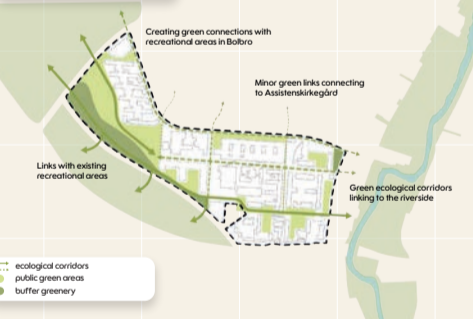 Creating green connections with
recreational areas in Bolbro
Minor green links connecting
to Assistenskirkegård
Links with existing
recreational areas
Green ecological corridors
linking to the riverside
ecological corridors
public green areas
buffer greenery